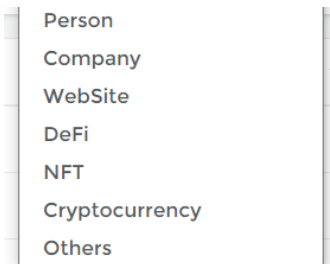 Person
Company
WebSite
DeFi
NFT
Cryptocurrency
Others